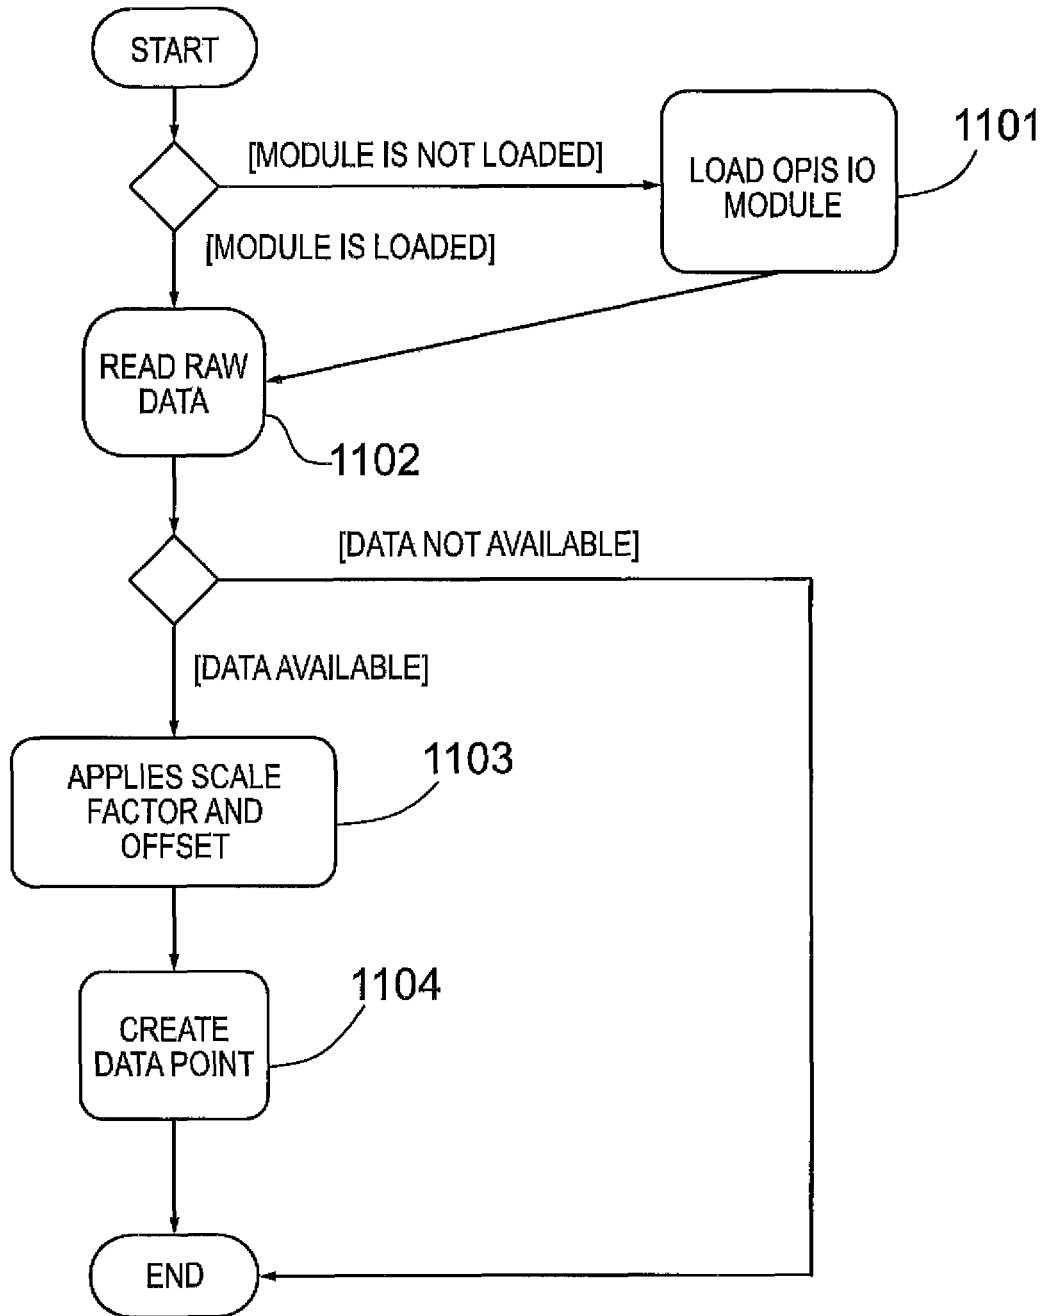 START
[MODULE IS NOT LOADED]
LOAD OPIS IO
MODULE
1101
[MODULE IS LOADED]
READ RAW
DATA
1102
[DATA NOT AVAILABLE]
[DATA AVAILABLE]
APPLIES SCALE
FACTOR AND
OFFSET
1103
CREATE
DATA POINT
1104
END